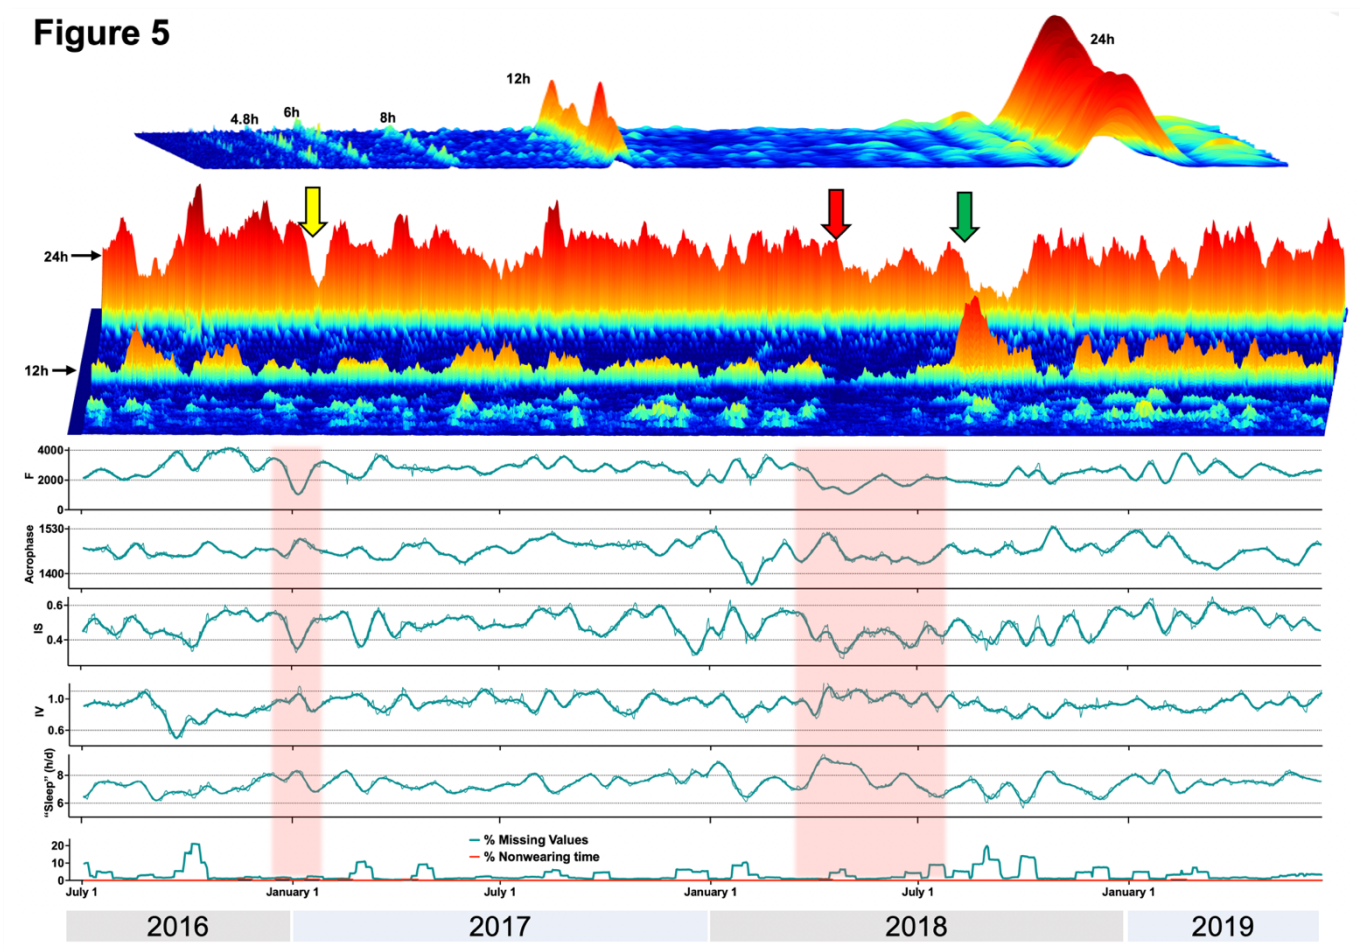 Figure 5
24h
12h
6h
4.8h
8h
24h
12h
4000
2000
0
F
1530
1400
Acrophase
0.6
0.4
IS
1.0
0.6
IV
8
6
“Sleep” (h/d)
% Missing Values
% Nonwearing time
20
10
0
July 1 January 1 July 1 January 1 July 1 January 1
2016 2017 2018 2019